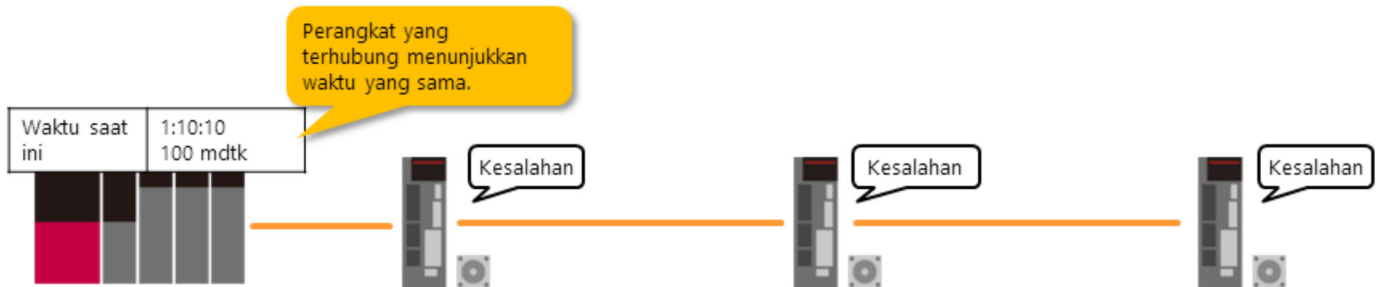 Perangkat yang
terhubung menunjukkan
waktu yang sama.
Waktu saat
ini
1:10:10
100 mdtk
Kesalahan
Kesalahan
Kesalahan